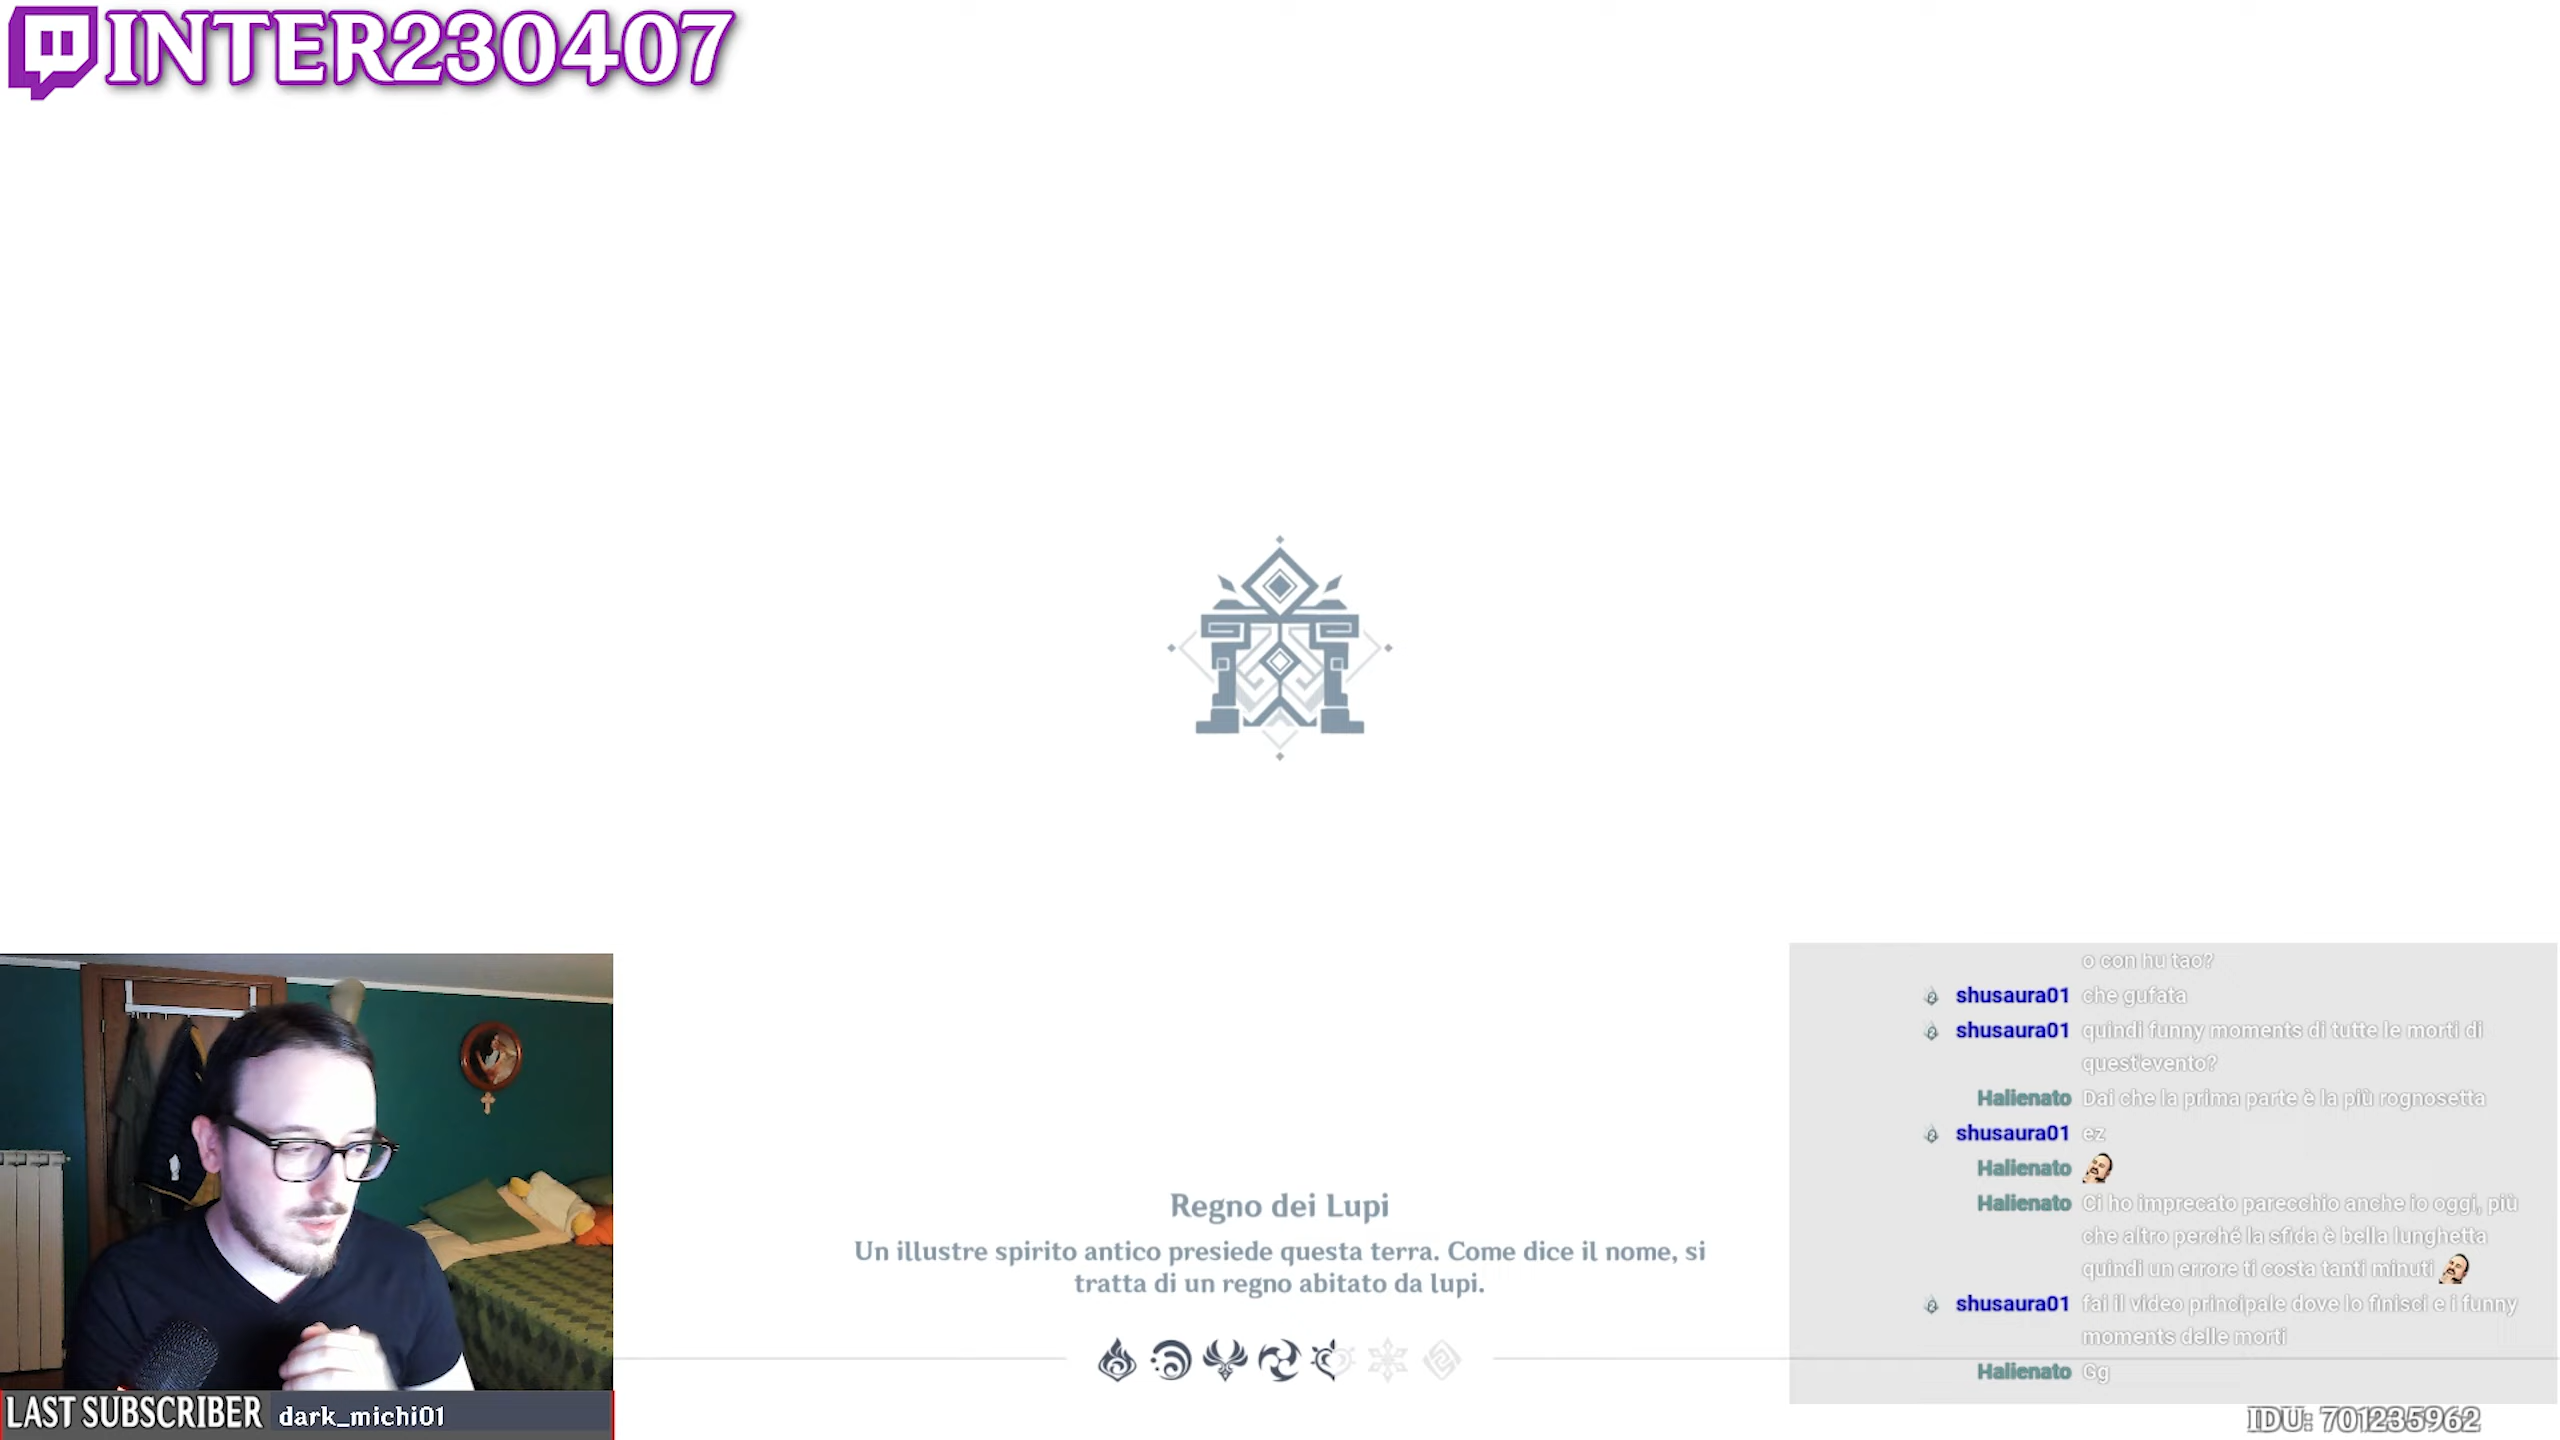 INTER230407
o con hu tao?
shusaura01 che gufata
shusaura01 quindi funny moments di tutte le morti di
quest'evento?
Halienato Dai che la prima parte è la più rognosetta
shusaura01 ez
Halienato
Halienato Ci ho imprecato parecchio anche io oggi, più
che altro perché la sfida è bella lunghetta
quindi un errore ti costa tanti minuti
shusaura01 fai il video principale dove lo finisci e i funny
moments delle morti
Halienato Gg
Regno dei Lupi
Un illustre spirito antico presiede questa terra. Come dice il nome, si
tratta di un regno abitato da lupi.
LAST SUBSCRIBER dark_michi01
IDU: 701235962